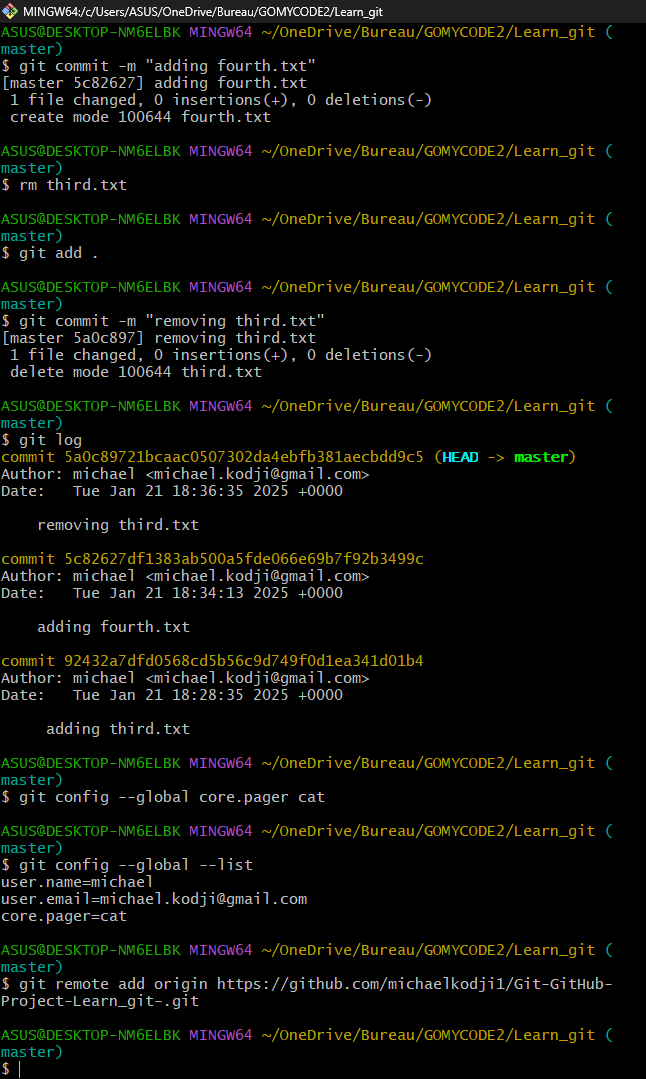 MINGW64:/c/Users/ASUS/OneDrive/Bureau/GOMYCODE2/Learn_git
ASUS@DESKTOP-NM6ELBK MINGW64 ~/OneDrive/Bureau/GOMYCODE2/Learn_git (
master)
$ git commit -m "adding fourth.txt"
[master 5c82627] adding fourth.txt
 1 file changed, 0 insertions(+), 0 deletions(-)
 create mode 100644 fourth.txt
ASUS@DESKTOP-NM6ELBK MINGW64 ~/OneDrive/Bureau/GOMYCODE2/Learn_git (
master)
$ rm third.txt
ASUS@DESKTOP-NM6ELBK MINGW64 ~/OneDrive/Bureau/GOMYCODE2/Learn_git (
master)
$ git add .
ASUS@DESKTOP-NM6ELBK MINGW64 ~/OneDrive/Bureau/GOMYCODE2/Learn_git (
master)
$ git commit -m "removing third.txt"
[master 5a0c897] removing third.txt
 1 file changed, 0 insertions(+), 0 deletions(-)
 delete mode 100644 third.txt
ASUS@DESKTOP-NM6ELBK MINGW64 ~/OneDrive/Bureau/GOMYCODE2/Learn_git (
master)
$ git log
commit 5a0c89721bcaac0507302da4ebfb381aecbdd9c5 (HEAD -> master)
Author: michael <michael.kodji@gmail.com>
Date:   Tue Jan 21 18:36:35 2025 +0000
    removing third.txt
commit 5c82627df1383ab500a5fde066e69b7f92b3499c
Author: michael <michael.kodji@gmail.com>
Date:   Tue Jan 21 18:34:13 2025 +0000
    adding fourth.txt
commit 92432a7dfd0568cd5b56c9d749f0d1ea341d01b4
Author: michael <michael.kodji@gmail.com>
Date:   Tue Jan 21 18:28:35 2025 +0000
     adding third.txt
ASUS@DESKTOP-NM6ELBK MINGW64 ~/OneDrive/Bureau/GOMYCODE2/Learn_git (
master)
$ git config --global core.pager cat
ASUS@DESKTOP-NM6ELBK MINGW64 ~/OneDrive/Bureau/GOMYCODE2/Learn_git (
master)
$ git config --global --list
user.name=michael
user.email=michael.kodji@gmail.com
core.pager=cat
ASUS@DESKTOP-NM6ELBK MINGW64 ~/OneDrive/Bureau/GOMYCODE2/Learn_git (
master)
$ git remote add origin https://github.com/michaelkodji1/Git-GitHub-
Project-Learn_git-.git
ASUS@DESKTOP-NM6ELBK MINGW64 ~/OneDrive/Bureau/GOMYCODE2/Learn_git (
master)
$